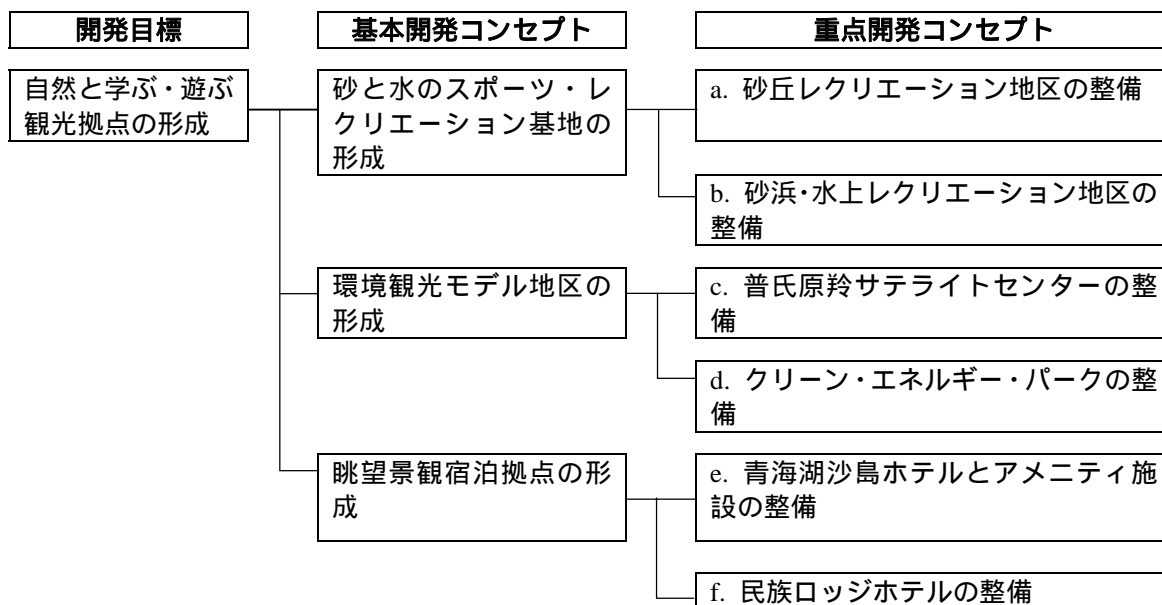 開発目標
基本開発コンセプト
重点開発コンセプト
自然と学ぶ・遊ぶ
観光拠点の形成
砂と水のスポーツ・レ
クリエーション基地の
形成
a. 砂丘レクリエーション地区の整備
b. 砂浜・水上レクリエーション地区の
整備
環境観光モデル地区の
形成
c. 普氏原羚サテライトセンターの整
備
d. クリーン・エネルギー・パークの整
備
眺望景観宿泊拠点の形
成
e. 青海湖沙島ホテルとアメニティ施
設の整備
f. 民族ロッジホテルの整備